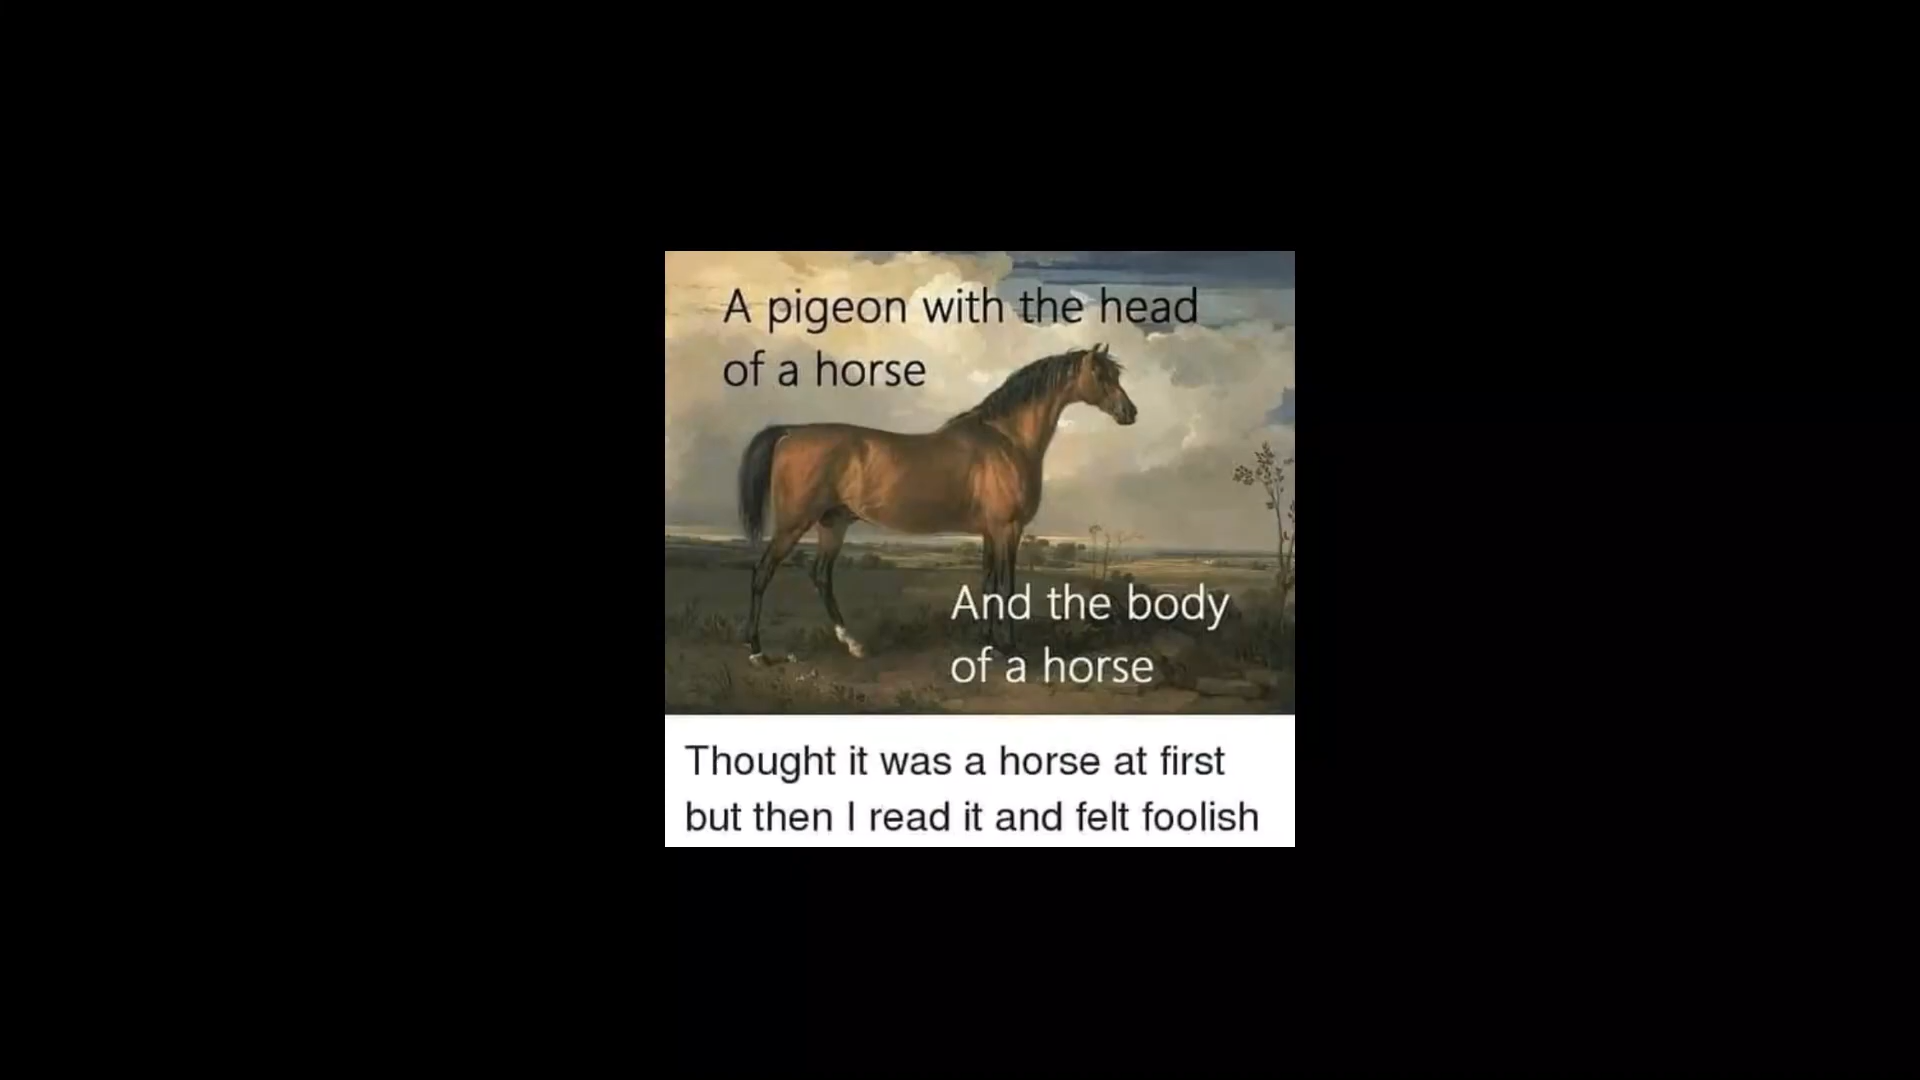 A pigeon with the head
of a horse
And the body
of a horse
Thought it was a horse at first
but then I read it and felt foolish